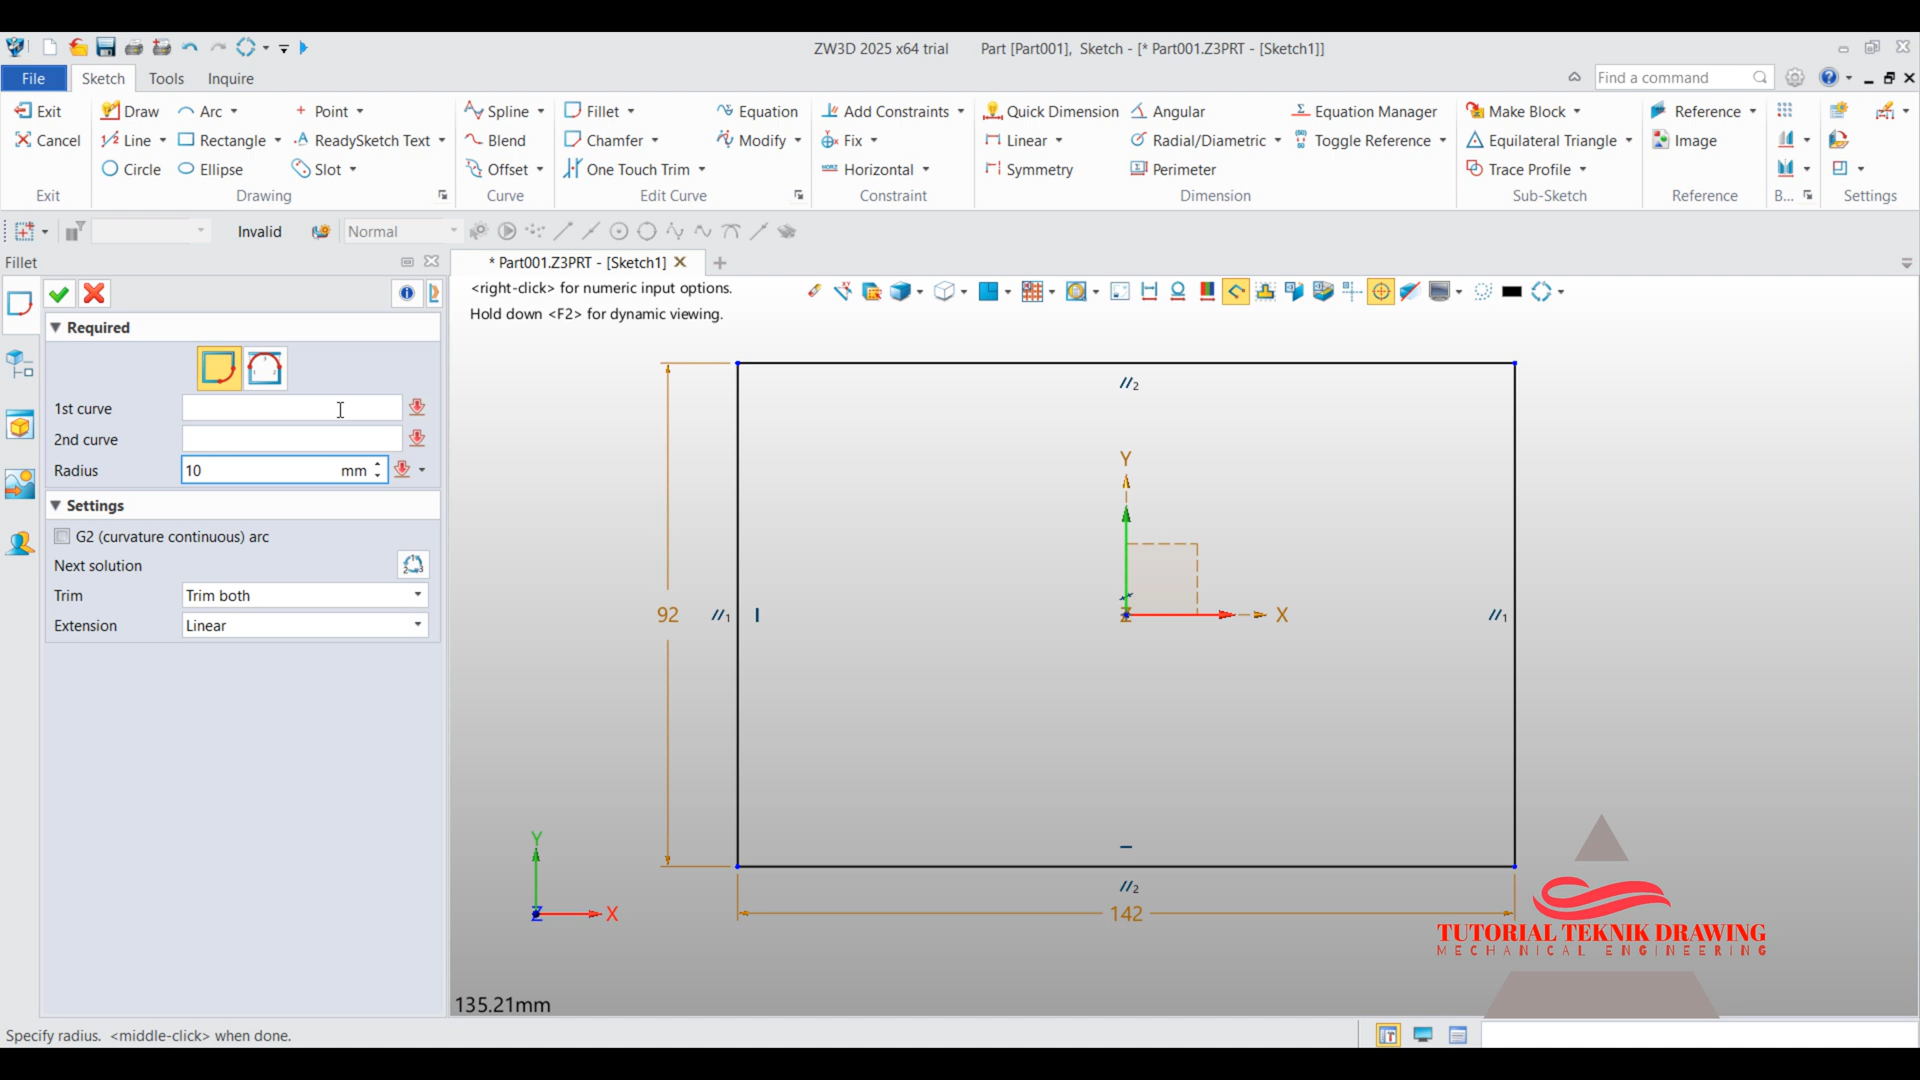 ZW3D 2025 x64 trial Part [Part001], Sketch - [* Part001.Z3PRT - [Sketch1]]
File Sketch Tools Inquire Find a command
Exit Draw Arc Point Spline Fillet Equation Add Constraints Quick Dimension Angular Equation Manager Make Block Reference
Cancel Line Rectangle ReadySketch Text Blend Chamfer Modify Fix Linear Radial/Diametric Toggle Reference Equilateral Triangle Image
Circle Ellipse Slot Offset One Touch Trim Horizontal Symmetry Perimeter Trace Profile
Exit Drawing Curve Edit Curve Constraint Dimension Sub-Sketch Reference B... Settings
Invalid Normal
Fillet * Part001.Z3PRT - [Sketch1]
<right-click> for numeric input options.
Hold down <F2> for dynamic viewing.
Required
1st curve
2nd curve
Radius 10 mm
Settings
G2 (curvature continuous) arc
Next solution
Trim Trim both
Extension Linear
//2
Y
92 //1 Z X //1
//2
142
Y
Z X
TUTORIAL TEKNIK DRAWING
MECHANICAL ENGINEERING
135.21mm
Specify radius. <middle-click> when done.